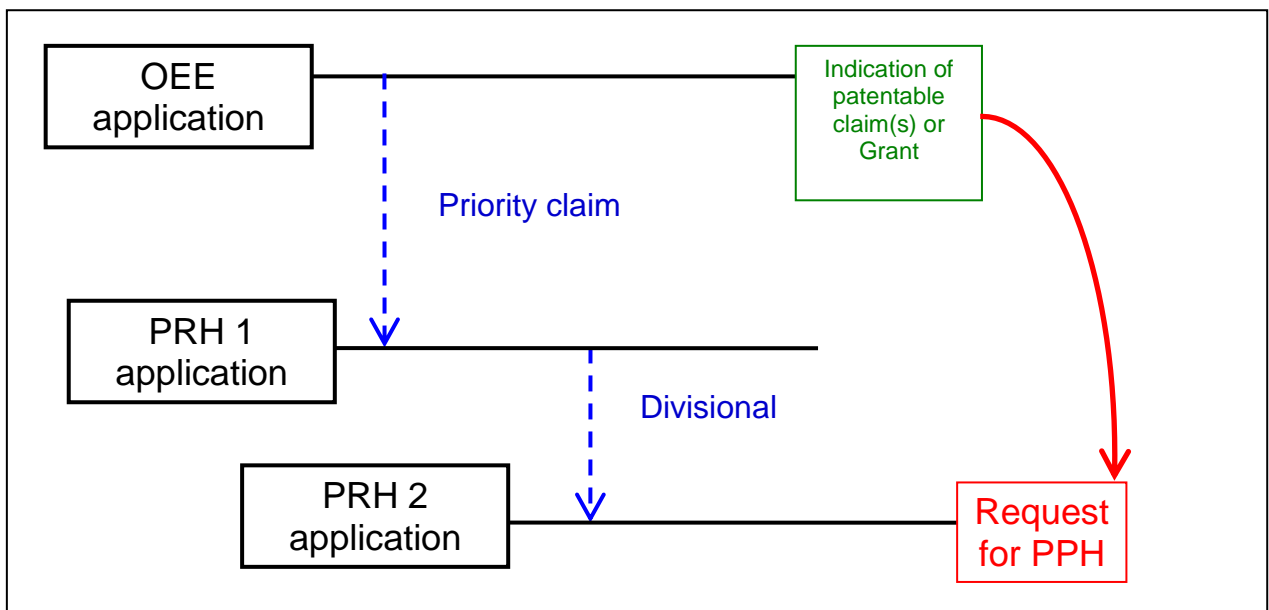 OEE
application
Indication of
patentable
claim(s) or
Grant
Priority claim
PRH 1
application
Divisional
PRH 2
application
Request
for PPH